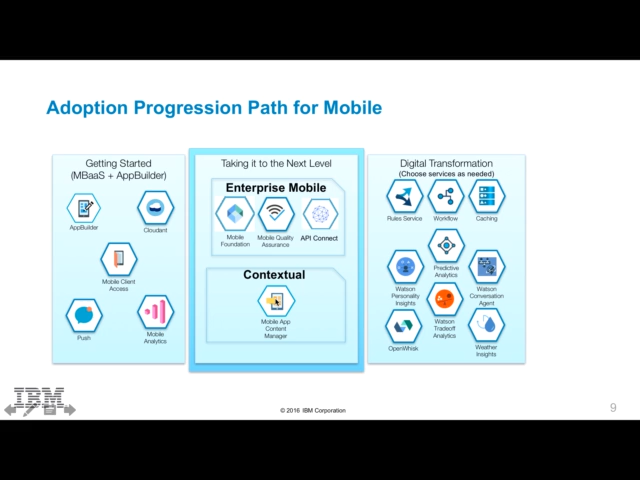 Adoption Progression Path for Mobile
Getting Started
(MBaaS + AppBuilder)
AppBuilder
Cloudant
Mobile Client
Access
Push
Mobile
Analytics
Taking it to the Next Level
Enterprise Mobile
Mobile
Foundation
Mobile Quality
Assurance
API Connect
Contextual
Mobile App
Content
Manager
Digital Transformation
(Choose services as needed)
Rules Service
Workflow
Caching
Predictive
Analytics
Watson
Personality
Insights
Watson
Conversation
Agent
Watson
Tradeoff
Analytics
OpenWhisk
Weather
Insights
IBM
© 2016 IBM Corporation
9